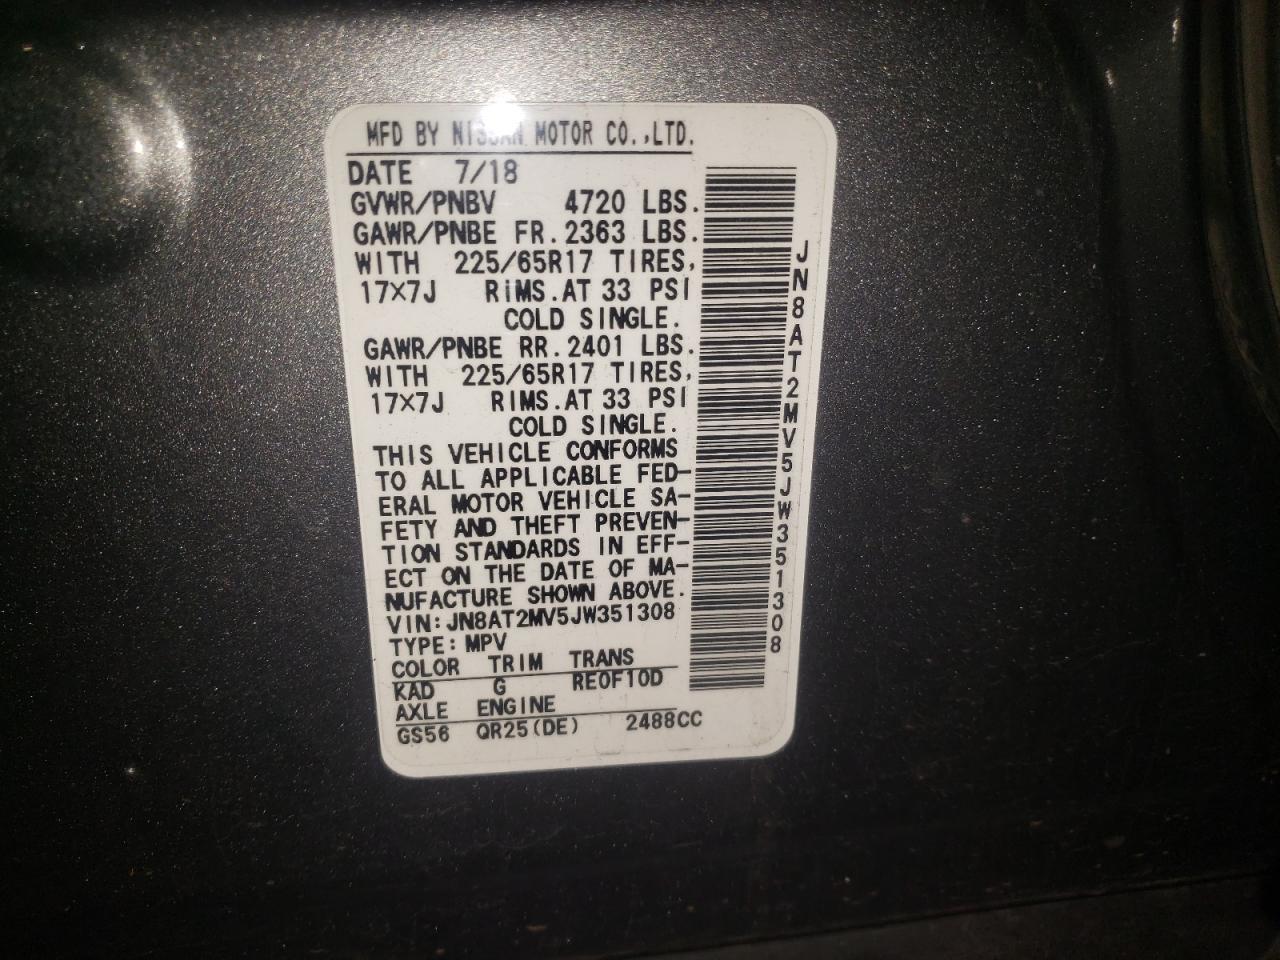 MFD BY NISSAN MOTOR CO.,LTD.
DATE 7/18
GVWR/PNBV 4720 LBS.
GAWR/PNBE FR.2363 LBS.
WITH 225/65R17 TIRES,
17×7J RIMS.AT 33 PSI
COLD SINGLE.
GAWR/PNBE RR.2401 LBS.
WITH 225/65R17 TIRES,
17×7J RIMS.AT 33 PSI
COLD SINGLE.
THIS VEHICLE CONFORMS
TO ALL APPLICABLE FED-
ERAL MOTOR VEHICLE SA-
FETY AND THEFT PREVEN-
TION STANDARDS IN EFF-
ECT ON THE DATE OF MA-
NUFACTURE SHOWN ABOVE.
VIN:JN8AT2MV5JW351308
TYPE:MPV
COLOR TRIM TRANS
KAD G RE0F10D
AXLE ENGINE
GS56 QR25(DE) 2488CC
JN8AT2MV5JW351308